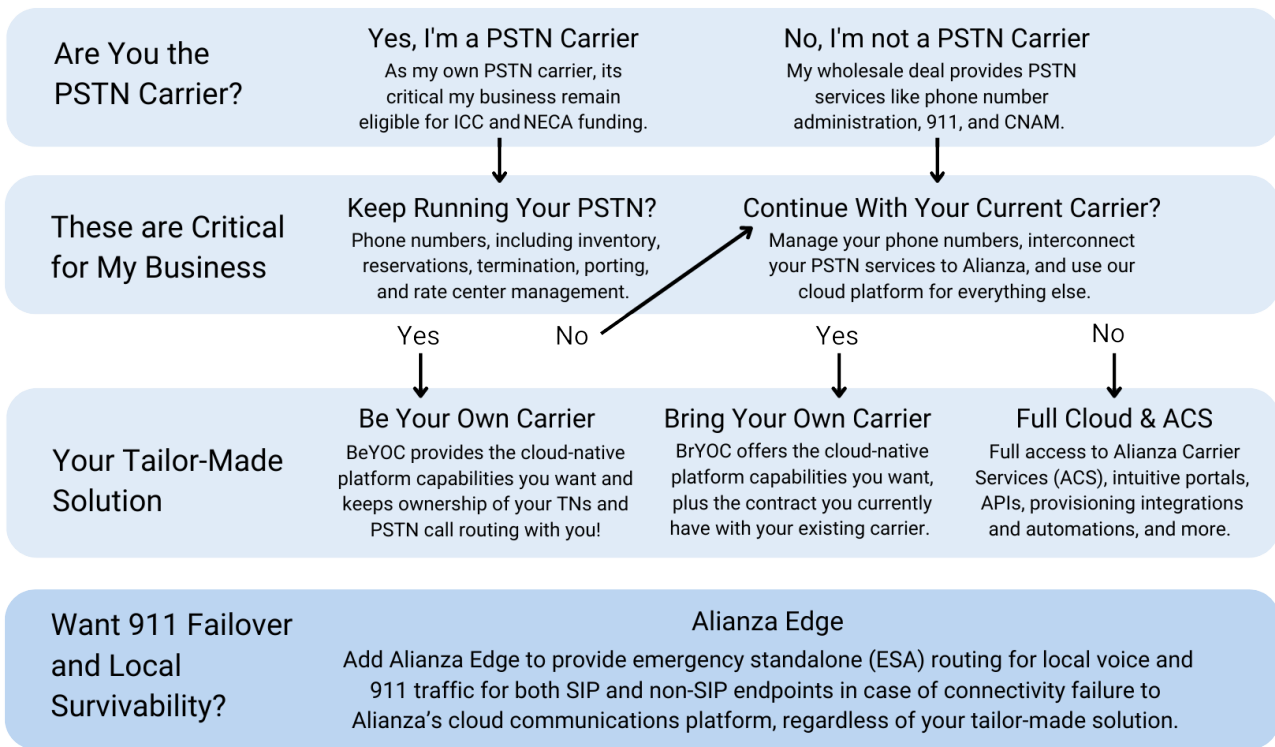 Are You the
PSTN Carrier?
Yes, I'm a PSTN Carrier
As my own PSTN carrier, its
critical my business remain
eligible for ICC and NECA funding.
No, I'm not a PSTN Carrier
My wholesale deal provides PSTN
services like phone number
administration, 911, and CNAM.
These are Critical
for My Business
Keep Running Your PSTN?
Phone numbers, including inventory,
reservations, termination, porting,
and rate center management.
Continue With Your Current Carrier?
Manage your phone numbers, interconnect
your PSTN services to Alianza, and use our
cloud platform for everything else.
Yes
No
Yes
No
Your Tailor-Made
Solution
Be Your Own Carrier
BeYOC provides the cloud-native
platform capabilities you want and
keeps ownership of your TNs and
PSTN call routing with you!
Bring Your Own Carrier
BrYOC offers the cloud-native
platform capabilities you want,
plus the contract you currently
have with your existing carrier.
Full Cloud & ACS
Full access to Alianza Carrier
Services (ACS), intuitive portals,
APIs, provisioning integrations
and automations, and more.
Want 911 Failover
and Local
Survivability?
Alianza Edge
Add Alianza Edge to provide emergency standalone (ESA) routing for local voice and
911 traffic for both SIP and non-SIP endpoints in case of connectivity failure to
Alianza’s cloud communications platform, regardless of your tailor-made solution.